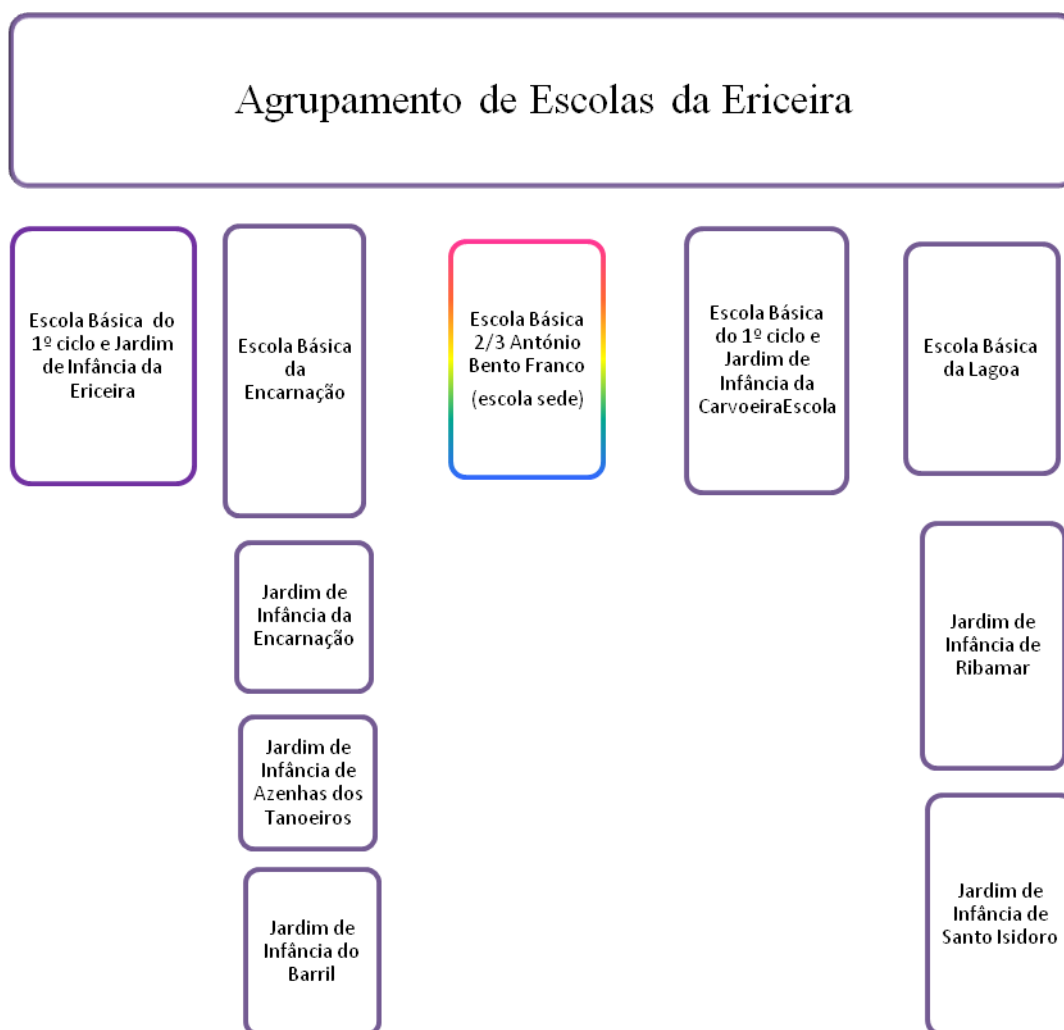 Agrupamento de Escolas da Ericeira
Escola Básica do
1º ciclo e Jardim
de Infância da
Ericeira
Escola Básica
da
Encarnação
Escola Básica
2/3 António
Bento Franco
(escola sede)
Escola Básica
do 1º ciclo e
Jardim de
Infância da
CarvoeiraEscola
Escola Básica
da Lagoa
Jardim de
Infância da
Encarnação
Jardim de
Infância de
Azenhas dos
Tanoeiros
Jardim de
Infância do
Barril
Jardim de
Infância de
Ribamar
Jardim de
Infância de
Santo Isidoro